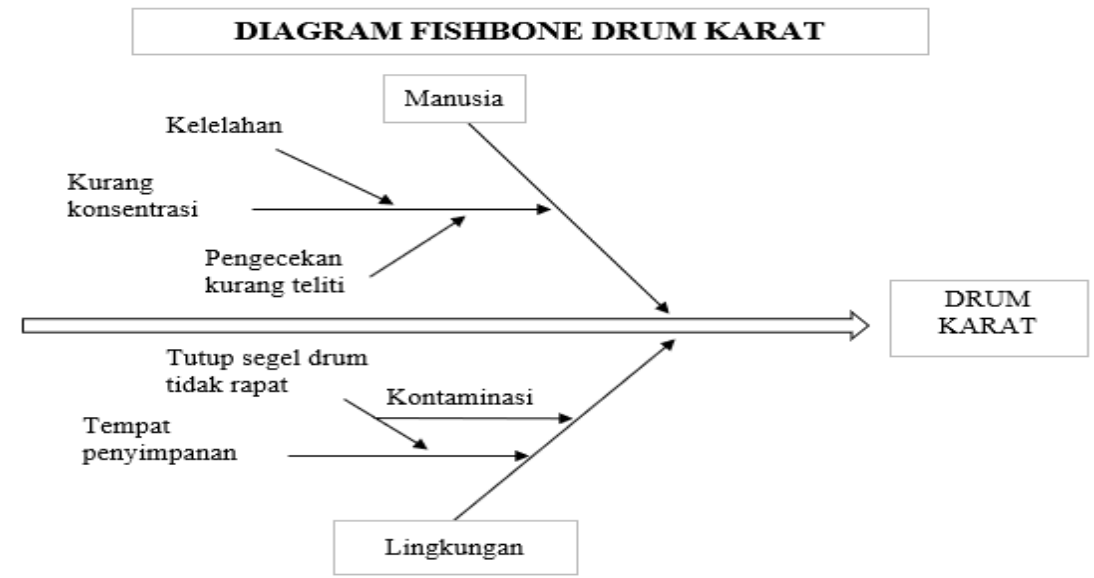 DIAGRAM FISHBONE DRUM KARAT
Manusia
Kelelahan
Kurang
konsentrasi
Pengecekan
kurang teliti
DRUM
KARAT
Tutup segel drum
tidak rapat
Kontaminasi
Tempat
penyimpanan
Lingkungan